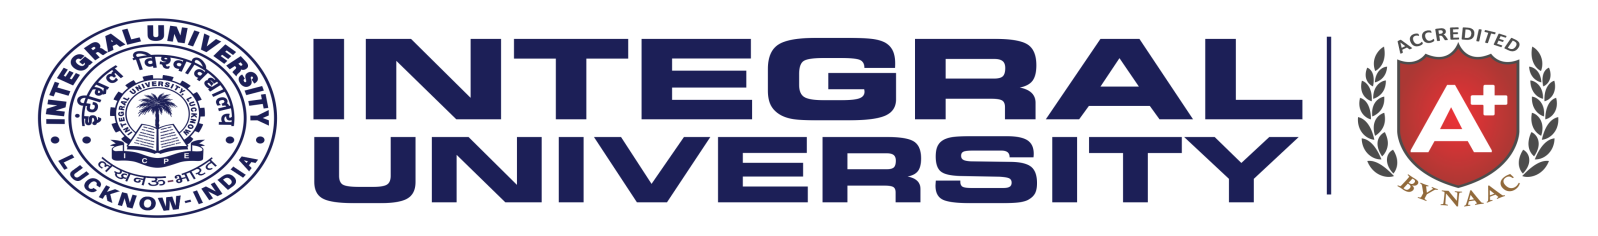 INTEGRAL UNIVERSITY
इंटीग्रल विश्वविद्यालय
INTEGRAL UNIVERSITY, LUCKNOW
I C P E
लखनऊ-भारत
LUCKNOW-INDIA
INTEGRAL
UNIVERSITY
ACCREDITED
A+
BY NAAC